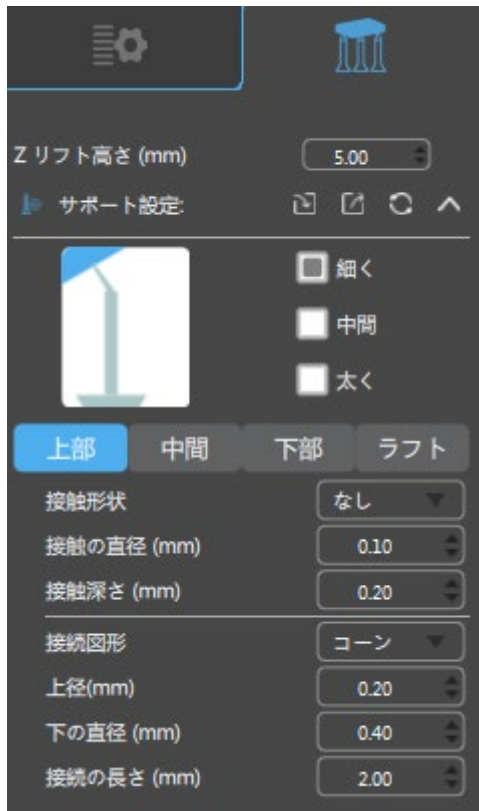 Z リフト高さ (mm) 5.00
サポート設定:
細く
中間
太く
上部 中間 下部 ラフト
接触形状 なし
接触の直径 (mm) 0.10
接触深さ (mm) 0.20
接続図形 コーン
上径(mm) 0.20
下の直径 (mm) 0.40
接続の長さ (mm) 2.00